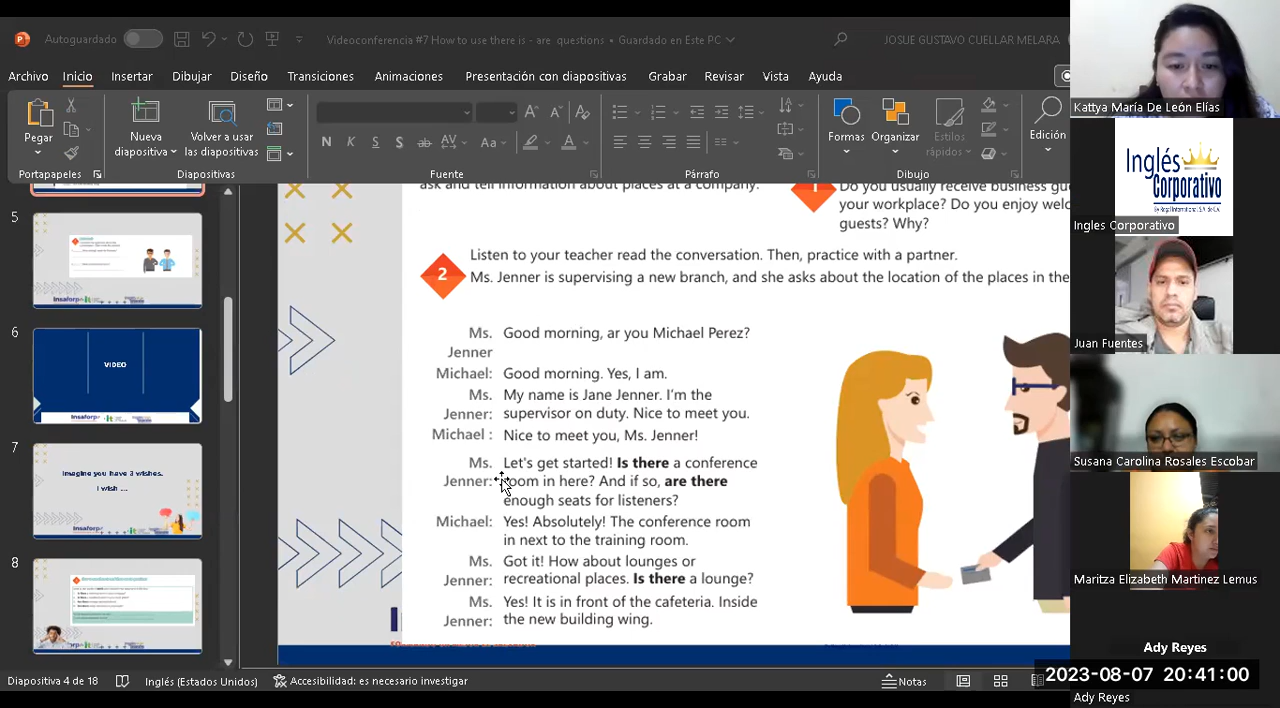 Autoguardado
Videoconferencia #7 How to use there is - are questions • Guardado en Este PC
JOSUE GUSTAVO CUELLAR MELARA
Archivo Inicio Insertar Dibujar Diseño Transiciones Animaciones Presentación con diapositivas Grabar Revisar Vista Ayuda
Pegar
Nueva diapositiva
Volver a usar las diapositivas
N K S S ab AV Aa A
Formas
Organizar
Estilos rápidos
Edición
Portapapeles Diapositivas Fuente Párrafo Dibujo
5
6
VIDEO
7
Imagine you have 3 wishes.
I wish ...
8
ask and tell information about places at a company.
1
Do you usually receive business
your workplace? Do you enjoy
guests? Why?
2
Listen to your teacher read the conversation. Then, practice with a partner.
Ms. Jenner is supervising a new branch, and she asks about the location of the places in the
Ms. Jenner Good morning, ar you Michael Perez?
Michael: Good morning. Yes, I am.
Ms. Jenner: My name is Jane Jenner. I'm the
supervisor on duty. Nice to meet you.
Michael : Nice to meet you, Ms. Jenner!
Ms. Jenner: Let's get started! Is there a conference
room in here? And if so, are there
enough seats for listeners?
Michael: Yes! Absolutely! The conference room
in next to the training room.
Ms. Jenner: Got it! How about lounges or
recreational places. Is there a lounge?
Ms. Jenner: Yes! It is in front of the cafeteria. Inside
the new building wing.
Diapositiva 4 de 18
Inglés (Estados Unidos)
Accesibilidad: es necesario investigar
Notas
Kattya María De León Elías
Inglés
Corporativo
Ingles Corporativo
Juan Fuentes
Susana Carolina Rosales Escobar
Maritza Elizabeth Martinez Lemus
Ady Reyes
2023-08-07 20:41:00
Ady Reyes